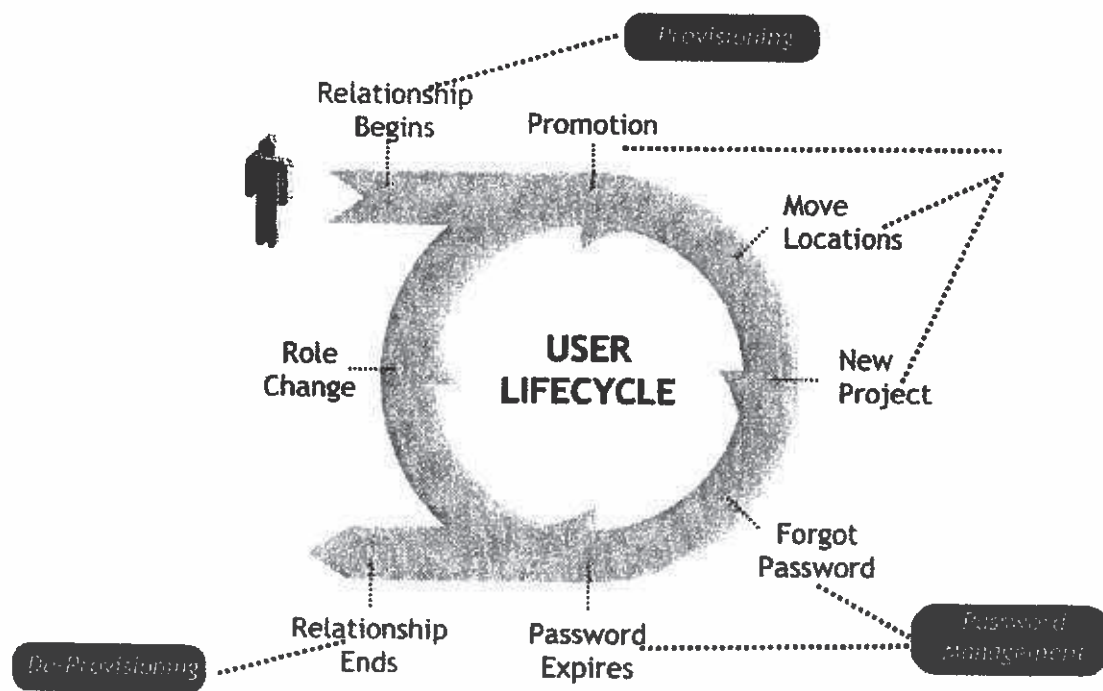 Provisioning
Relationship
Begins
Promotion
Move
Locations
Role
Change
USER
LIFECYCLE
New
Project
Forgot
Password
Relationship
Ends
Password
Expires
Password
Management
De-Provisioning